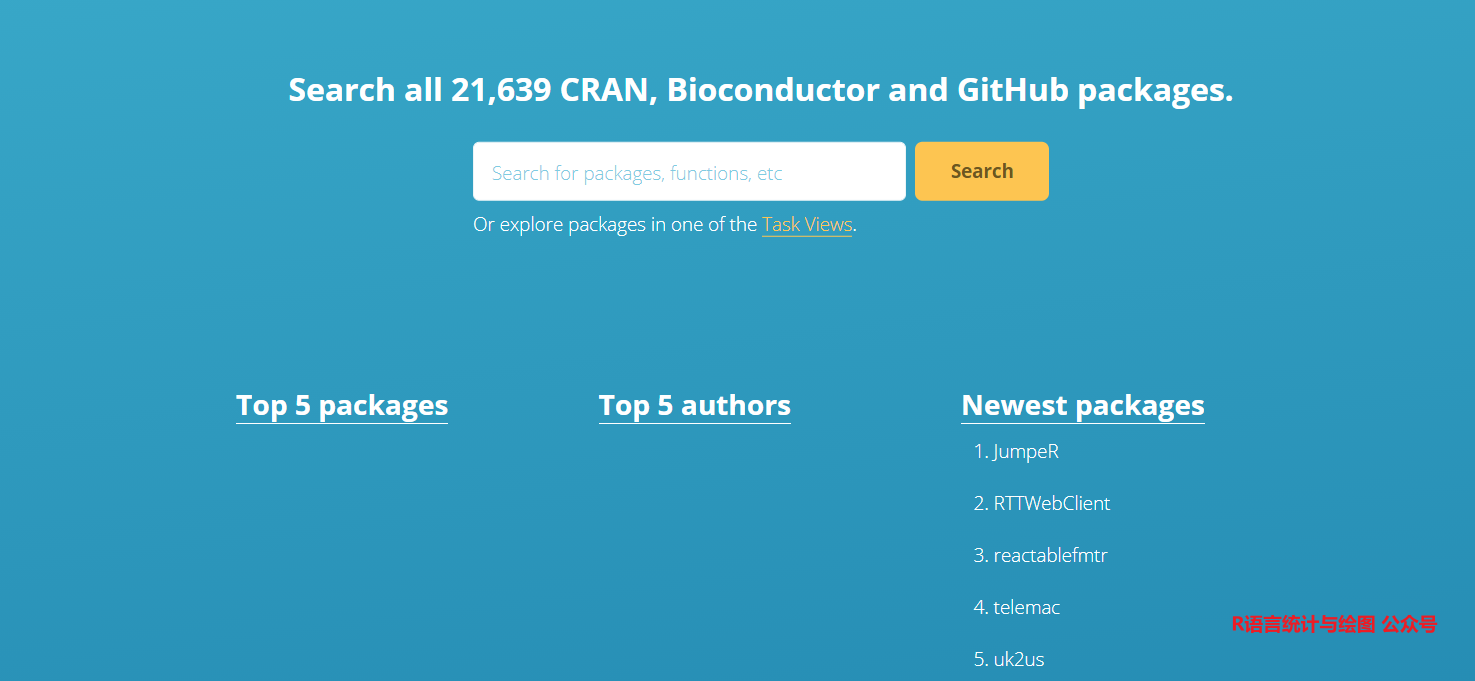 Search all 21,639 CRAN, Bioconductor and GitHub packages.
Search for packages, functions, etc
Search
Or explore packages in one of the Task Views.
Top 5 packages
Top 5 authors
Newest packages
1. JumpeR
2. RTTWebClient
3. reactablefmtr
4. telemac
5. uk2us
R语言统计与绘图 公众号